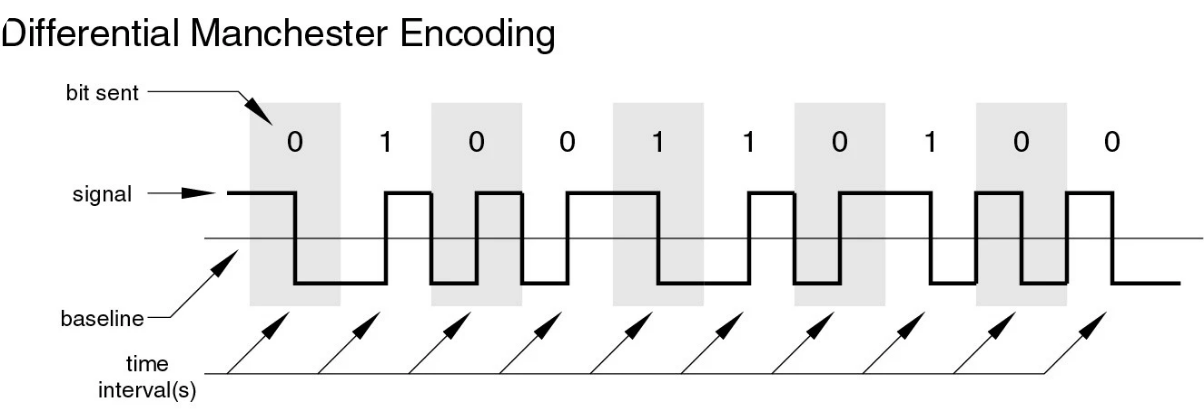 Differential Manchester Encoding
bit sent
0 1 0 0 1 1 0 1 0 0
signal
baseline
time
interval(s)